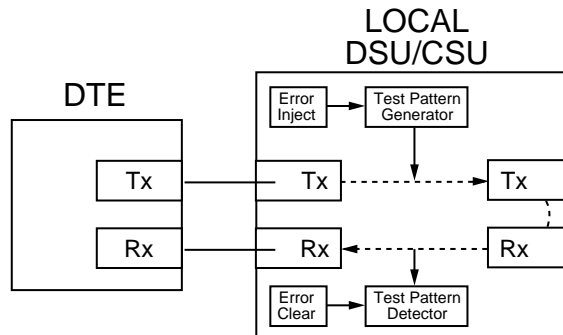 LOCAL
DSU/CSU
DTE
Error
Inject
Test Pattern
Generator
Tx
Tx
Tx
Rx
Rx
Rx
Error
Clear
Test Pattern
Detector